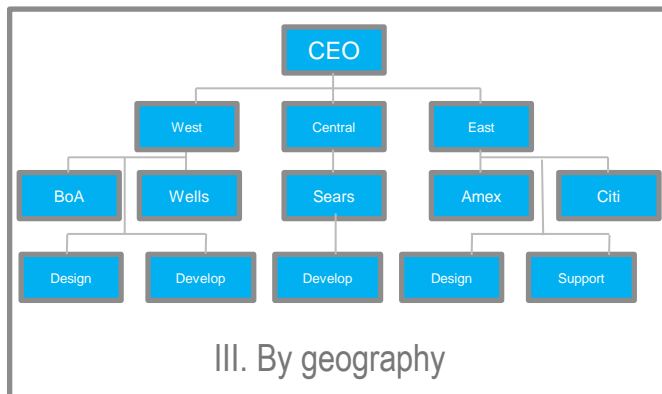 CEO
West
Central
East
BoA
Wells
Sears
Amex
Citi
Design
Develop
Develop
Design
Support
III. By geography